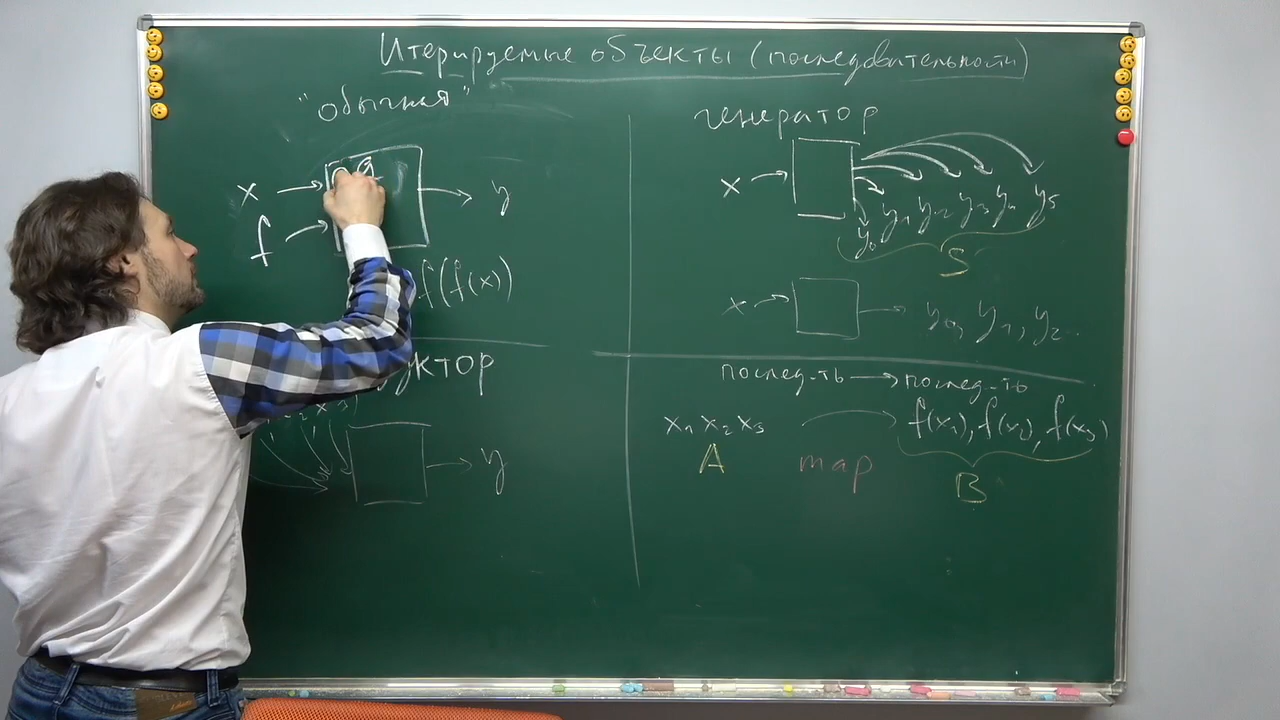 Итерируемые объекты (последовательности)
"обычная"
x
f
y
f(f(x))
уктор
y
генератор
x
y₀ y₁ y₂ y₃ y₄ y₅
S
x
y₀, y₁, y₂
послед-ть → послед-ть
x₁ x₂ x₃
f(x₁), f(x₂), f(x₃)
A
map
B